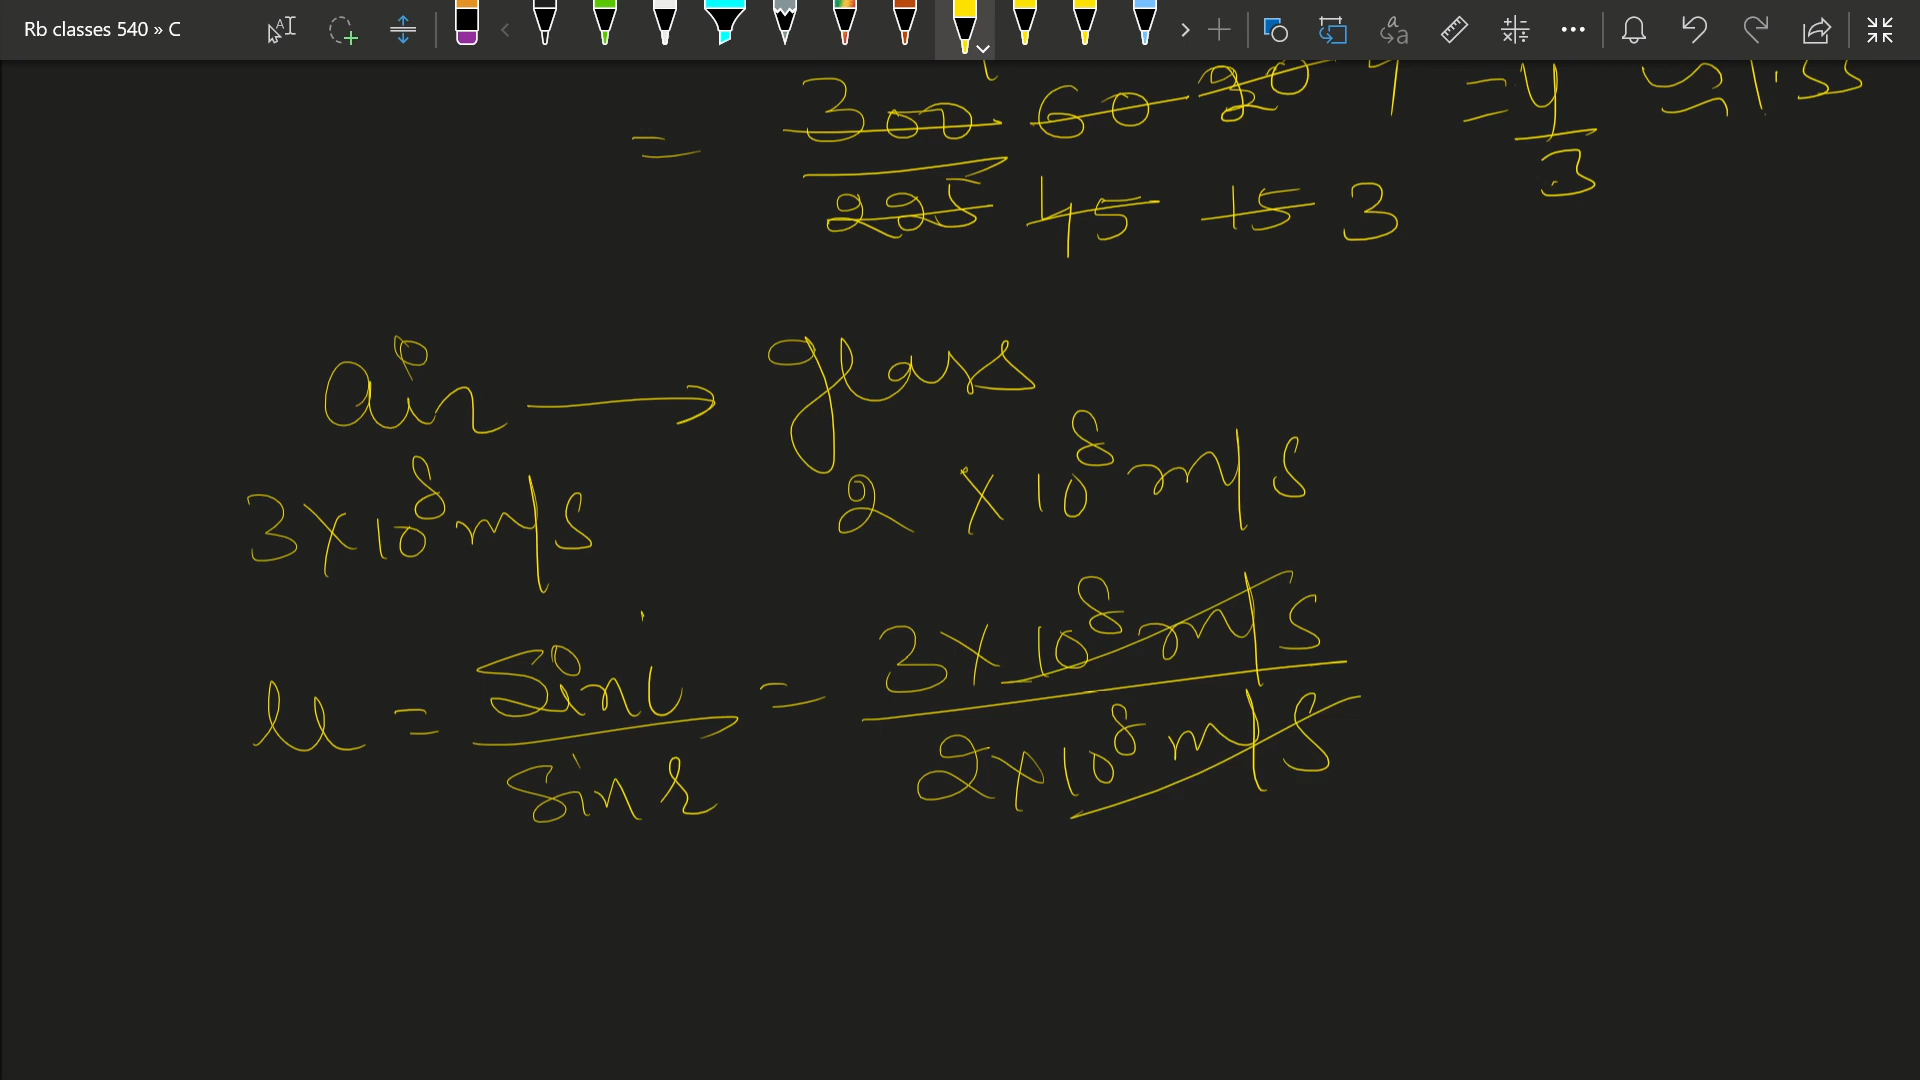 Rb classes 540 » C
= 300 60 20 4 / 225 45 15 3 = 4/3 ≈ 1.33
air → glass
3×10⁸ m/s 2 ×10⁸ m/s
μ = Sin i / Sin r = 3×10⁸ m/s / 2×10⁸ m/s